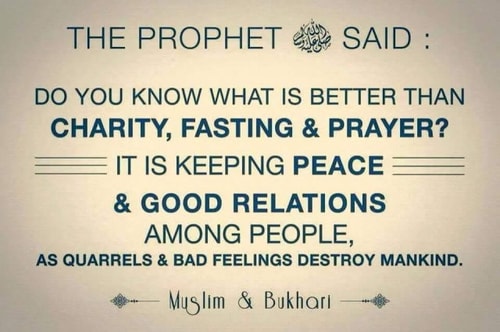 THE PROPHET ﷺ SAID :
DO YOU KNOW WHAT IS BETTER THAN
CHARITY, FASTING & PRAYER?
IT IS KEEPING PEACE
& GOOD RELATIONS
AMONG PEOPLE,
AS QUARRELS & BAD FEELINGS DESTROY MANKIND.
Muslim & Bukhari